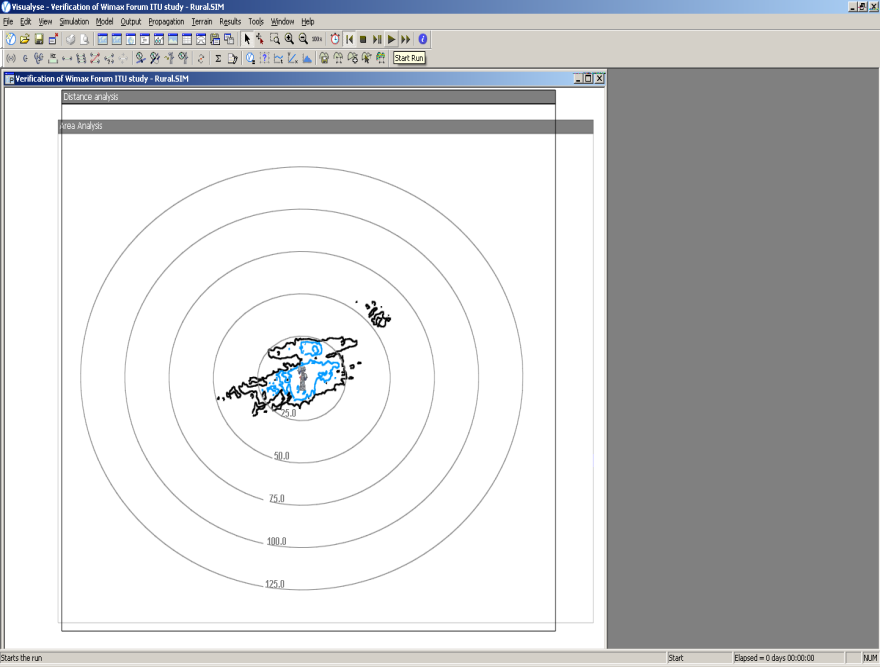 Visualyse - Verification of Wimax Forum ITU study - Rural.SIM
File Edit View Simulation Model Output Propagation Terrain Results Tools Window Help
100%
Start Run
Verification of Wimax Forum ITU study - Rural.SIM
Distance analysis
Area Analysis
25.0
50.0
75.0
100.0
125.0
Starts the run Start Elapsed = 0 days 00:00:00 NUM